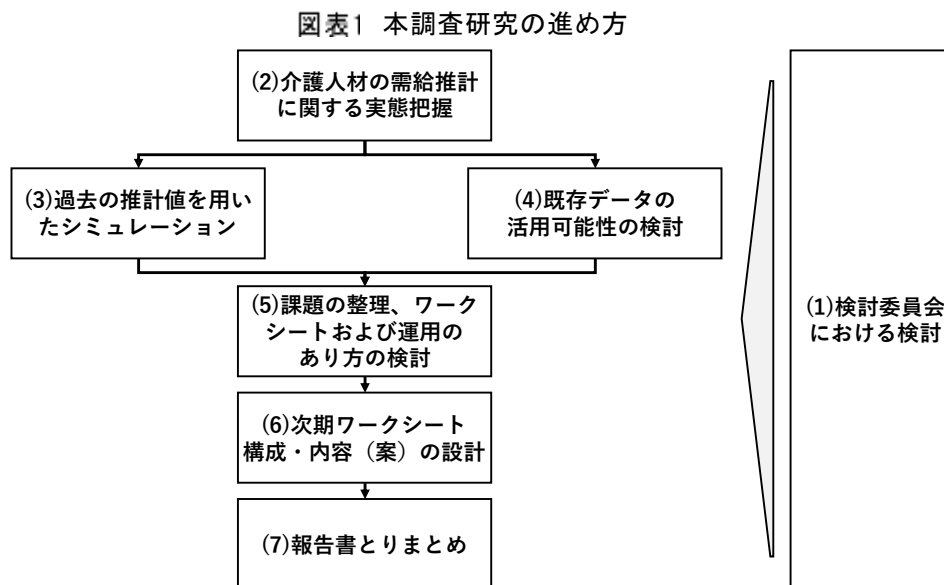 図表1 本調査研究の進め方
(2)介護人材の需給推計
に関する実態把握
(3)過去の推計値を用い
たシミュレーション
(4)既存データの
活用可能性の検討
(5)課題の整理、ワーク
シートおよび運用の
あり方の検討
(6)次期ワークシート
構成・内容（案）の設計
(7)報告書とりまとめ
(1)検討委員会
における検討